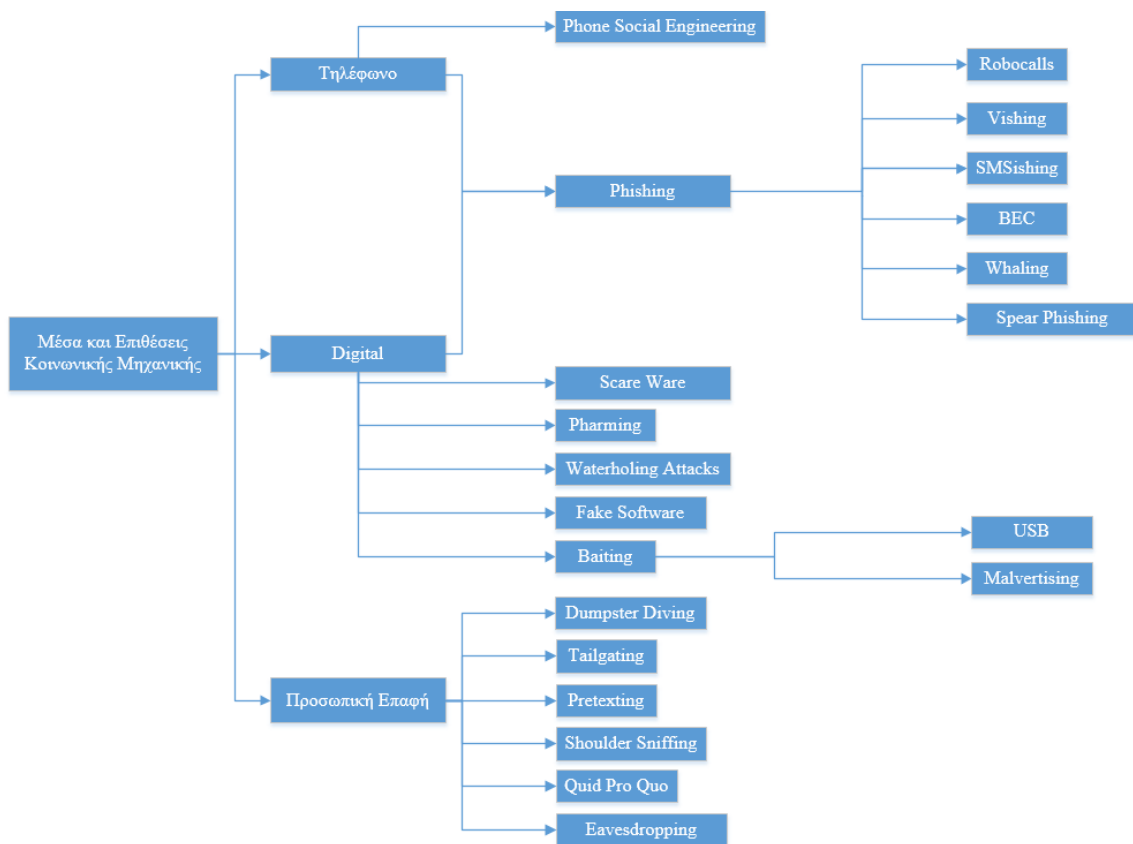 Phone Social Engineering
Τηλέφωνο
Robocalls
Vishing
SMSishing
Phishing
BEC
Whaling
Spear Phishing
Μέσα και Επιθέσεις
Κοινωνικής Μηχανικής
Digital
Scare Ware
Pharming
Waterholing Attacks
Fake Software
Baiting
USB
Malvertising
Dumpster Diving
Tailgating
Προσωπική Επαφή
Pretexting
Shoulder Sniffing
Quid Pro Quo
Eavesdropping